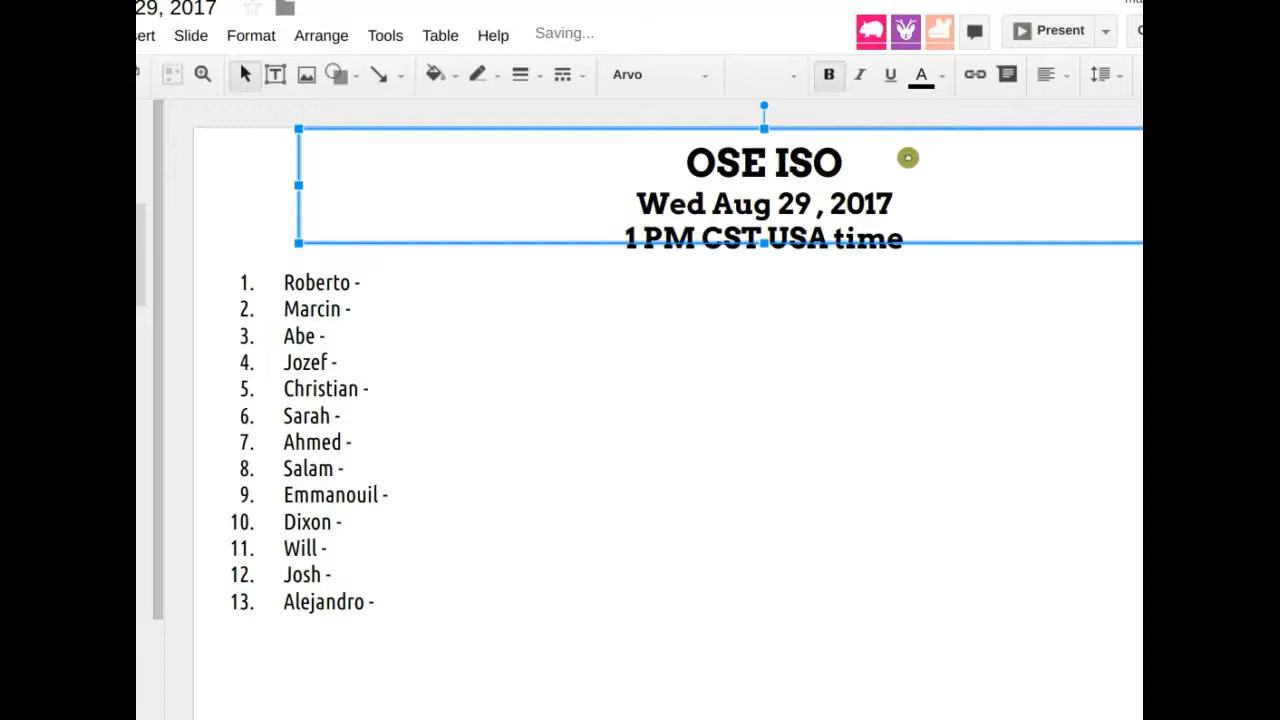 29, 2017
ert Slide Format Arrange Tools Table Help Saving...
Present
Arvo B I U A
OSE ISO
Wed Aug 29 , 2017
1 PM CST USA time
1. Roberto -
2. Marcin -
3. Abe -
4. Jozef -
5. Christian -
6. Sarah -
7. Ahmed -
8. Salam -
9. Emmanouil -
10. Dixon -
11. Will -
12. Josh -
13. Alejandro -